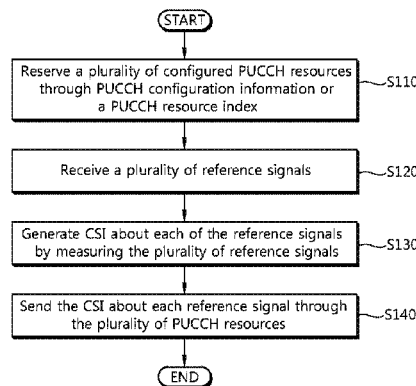 START
Reserve a plurality of configured PUCCH resources
through PUCCH configuration information or
a PUCCH resource index
S110
Receive a plurality of reference signals
S120
Generate CSI about each of the reference signals
by measuring the plurality of reference signals
S130
Send the CSI about each reference signal through
the plurality of PUCCH resources
S140
END